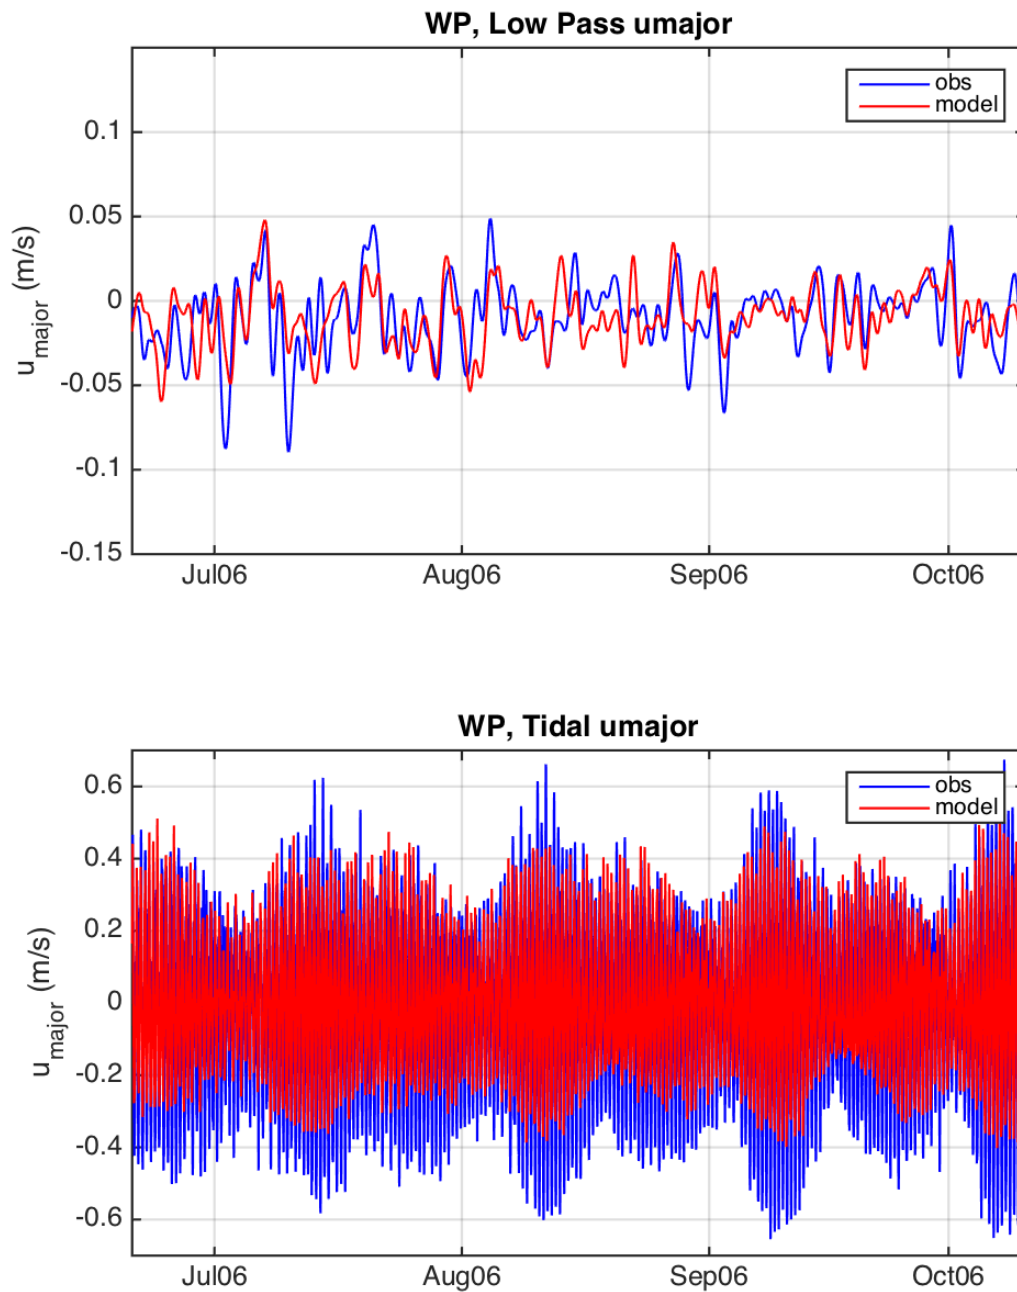 WP, Low Pass umajor
obs
model
0.1
0.05
0
-0.05
-0.1
-0.15
u_major (m/s)
Jul06 Aug06 Sep06 Oct06
WP, Tidal umajor
obs
model
0.6
0.4
0.2
0
-0.2
-0.4
-0.6
u_major (m/s)
Jul06 Aug06 Sep06 Oct06